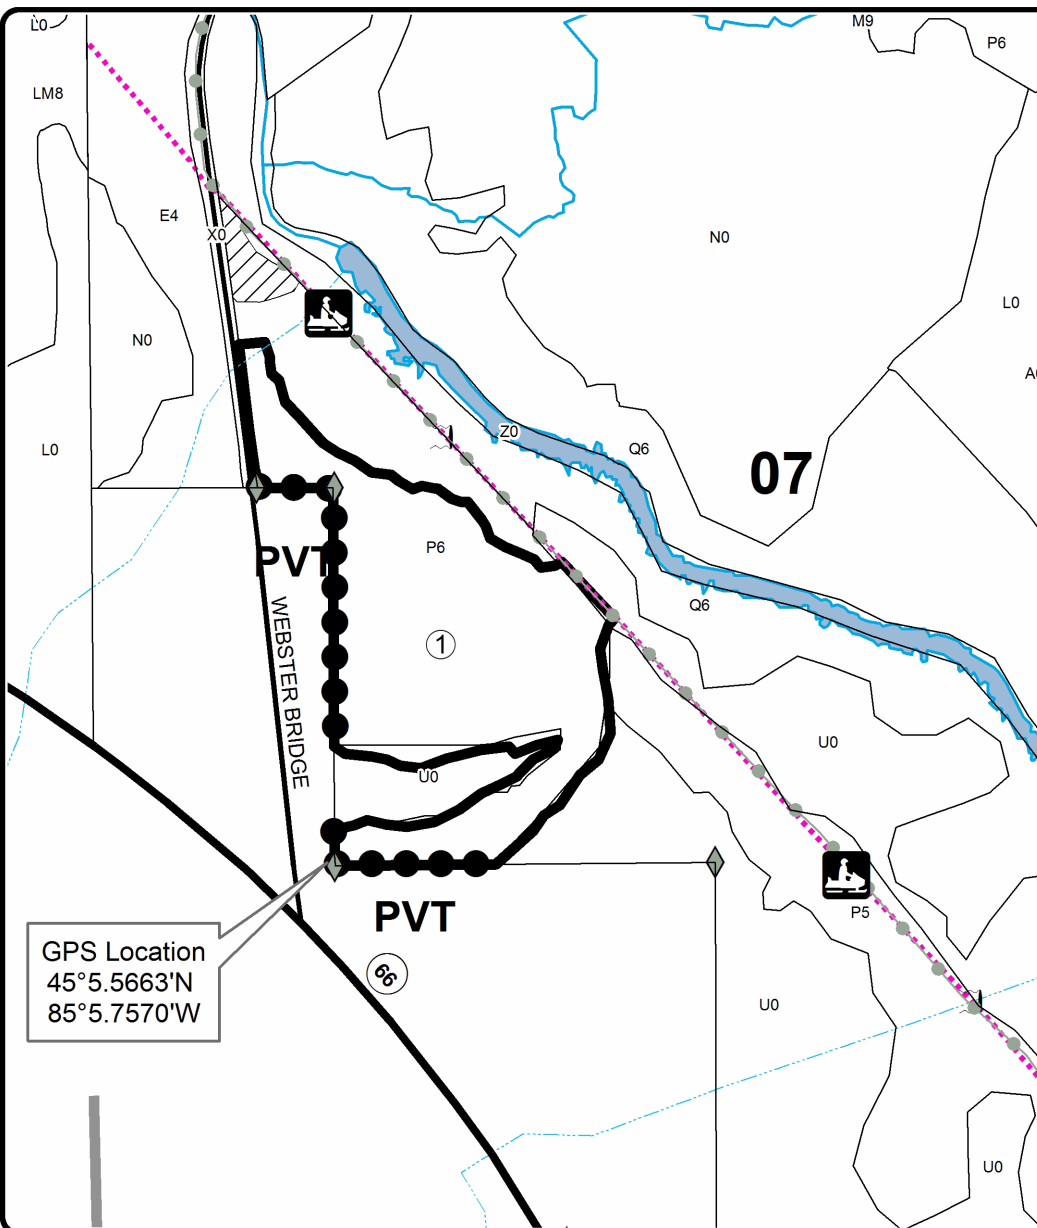 L0
M9
P6
LM8
E4
X0
N0
L0
N0
L0
Z0
Q6
07
P6
PVT
Q6
1
WEBSTER BRIDGE
U0
U0
PVT
P5
GPS Location
45°5.5663'N
85°5.7570'W
66
U0
U0